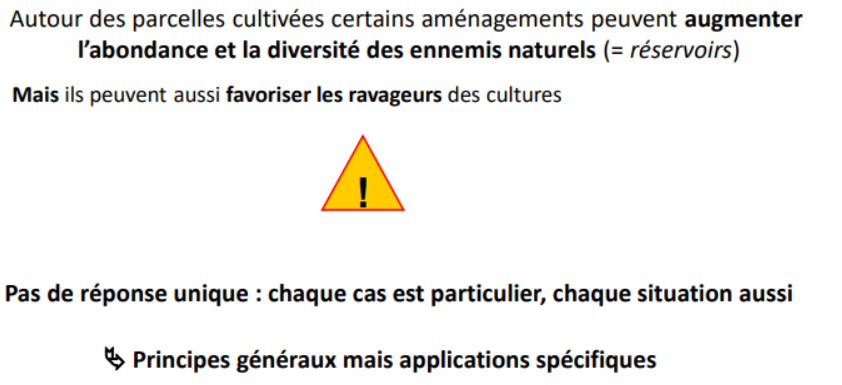 Autour des parcelles cultivées certains aménagements peuvent augmenter
l'abondance et la diversité des ennemis naturels (= réservoirs)
Mais ils peuvent aussi favoriser les ravageurs des cultures
!
Pas de réponse unique : chaque cas est particulier, chaque situation aussi
↳ Principes généraux mais applications spécifiques